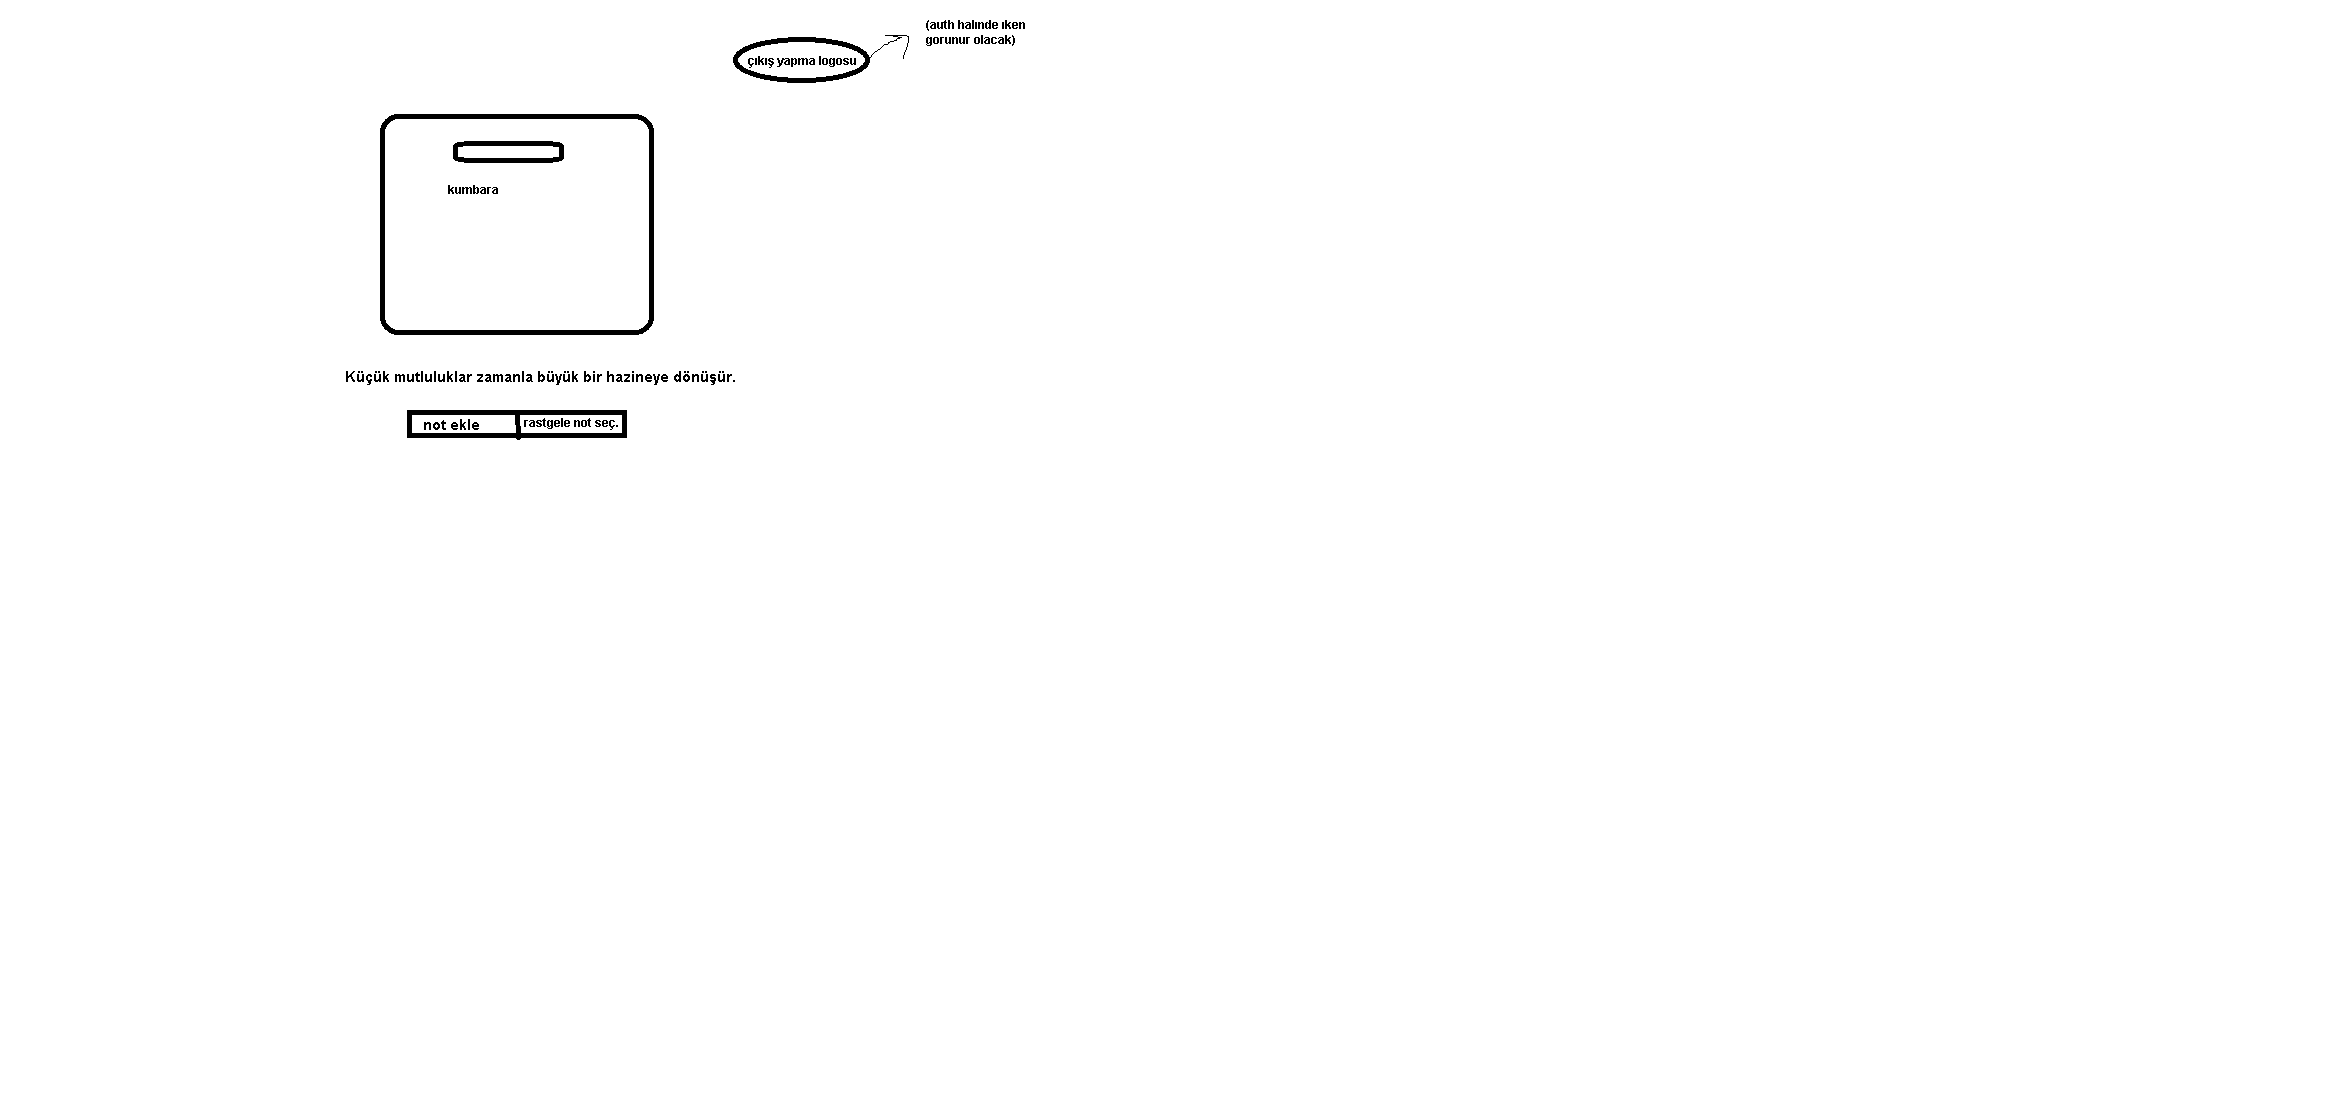 (auth halınde ıken
gorunur olacak)
çıkış yapma logosu
kumbara
Küçük mutluluklar zamanla büyük bir hazineye dönüşür.
not ekle
rastgele not seç.